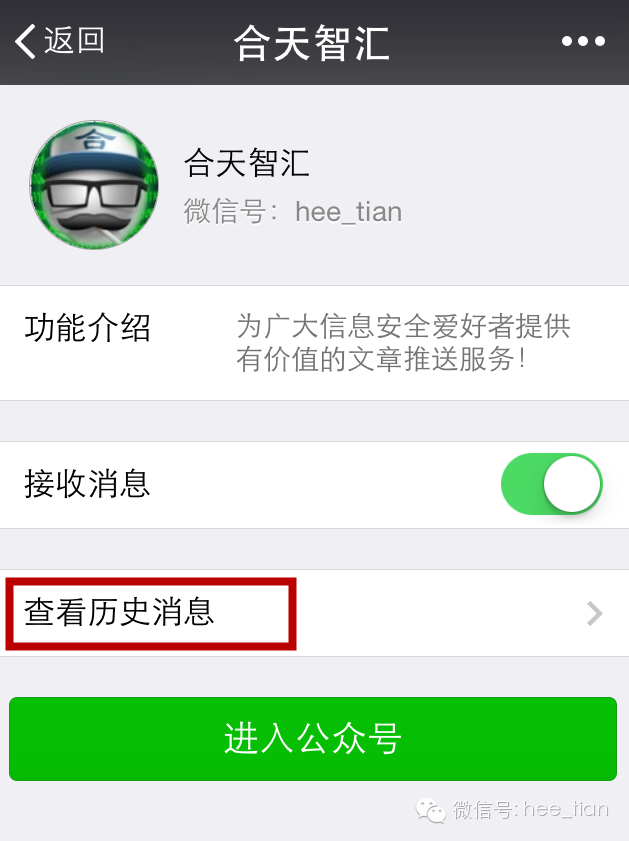 返回
合天智汇
合
合天智汇
微信号：hee_tian
功能介绍
为广大信息安全爱好者提供
有价值的文章推送服务！
接收消息
查看历史消息
进入公众号
微信号: hee_tian